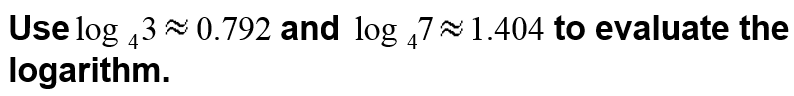 Use log ₄3 ≈ 0.792 and log ₄7 ≈ 1.404 to evaluate the
logarithm.